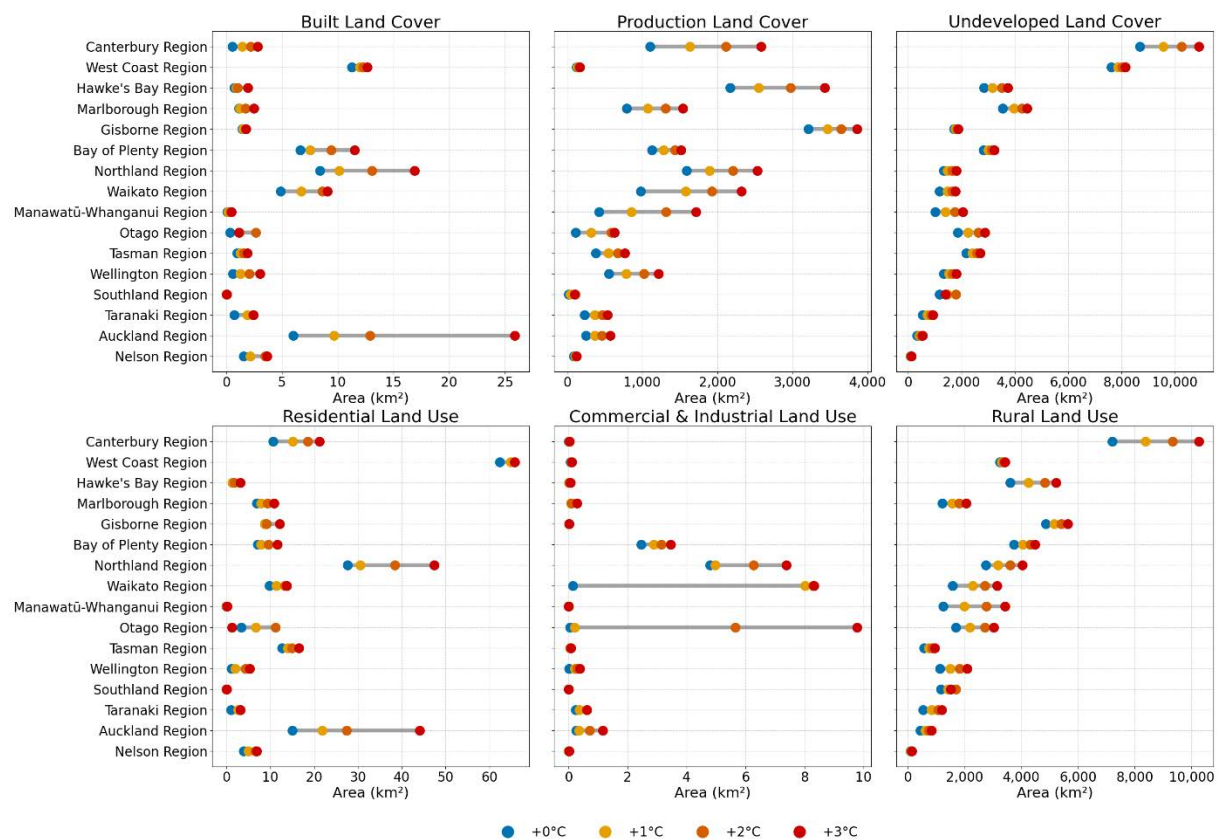 Built Land Cover
Production Land Cover
Undeveloped Land Cover
Canterbury Region
West Coast Region
Hawke's Bay Region
Marlborough Region
Gisborne Region
Bay of Plenty Region
Northland Region
Waikato Region
Manawatū-Whanganui Region
Otago Region
Tasman Region
Wellington Region
Southland Region
Taranaki Region
Auckland Region
Nelson Region
0 5 10 15 20 25
0 1,000 2,000 3,000 4,000
0 2,000 4,000 6,000 8,000 10,000
Area (km²)
Area (km²)
Area (km²)
Residential Land Use
Commercial & Industrial Land Use
Rural Land Use
Canterbury Region
West Coast Region
Hawke's Bay Region
Marlborough Region
Gisborne Region
Bay of Plenty Region
Northland Region
Waikato Region
Manawatū-Whanganui Region
Otago Region
Tasman Region
Wellington Region
Southland Region
Taranaki Region
Auckland Region
Nelson Region
0 10 20 30 40 50 60
0 2 4 6 8 10
0 2,000 4,000 6,000 8,000 10,000
Area (km²)
Area (km²)
Area (km²)
+0°C +1°C +2°C +3°C